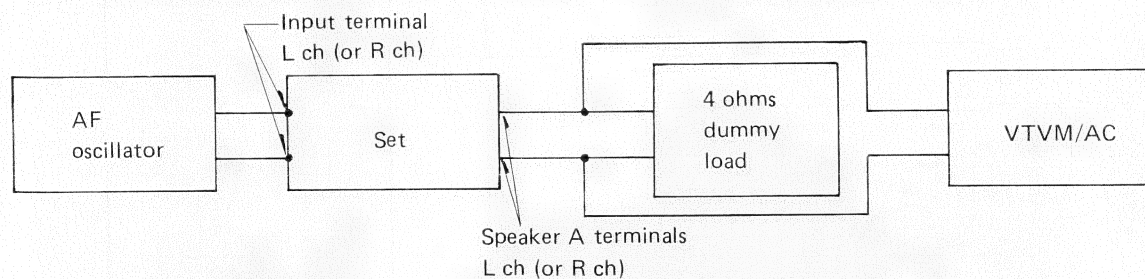 Input terminal
L ch (or R ch)
AF
oscillator
Set
4 ohms
dummy
load
VTVM/AC
Speaker A terminals
L ch (or R ch)